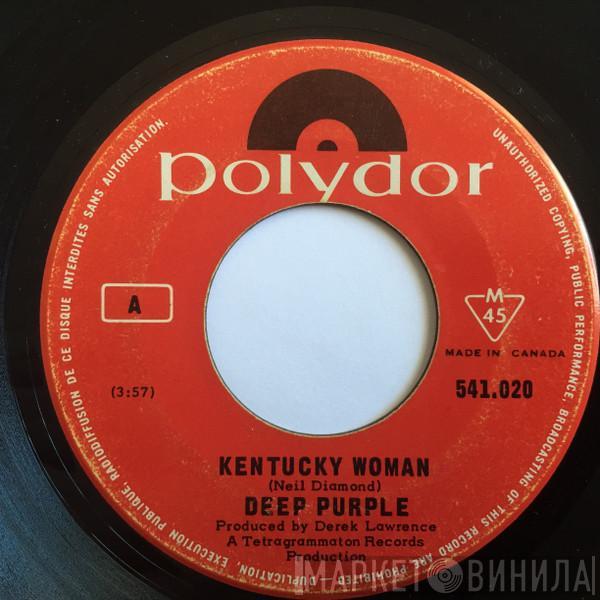 polydor
A
M
45
MADE IN CANADA
(3:57)
541.020
KENTUCKY WOMAN
(Neil Diamond)
DEEP PURPLE
Produced by Derek Lawrence
A Tetragrammaton Records
Production
UNAUTHORIZED COPYING, PUBLIC PERFORMANCE, BROADCASTING OF THIS RECORD ARE PROHIBITED
DUPLICATION, EXECUTION PUBLIQUE, RADIODIFFUSION DE CE DISQUE INTERDITES SANS AUTORISATION.
МАРКЕТ ВИНИЛА